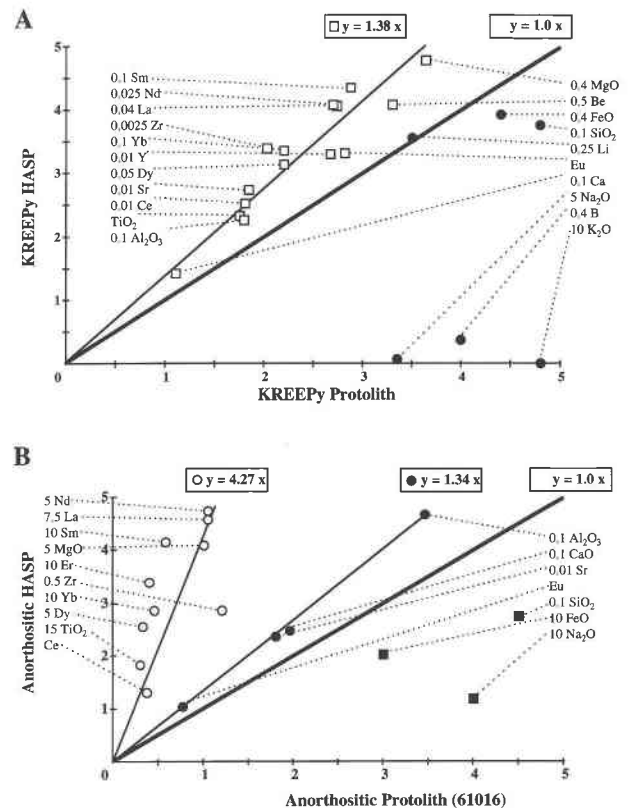 A
□ y = 1.38 x
y = 1.0 x
KREEPy HASP
5
4
3
2
1
0.1 Sm
0.025 Nd
0.04 La
0.0025 Zr
0.1 Yb
0.01 Y
0.05 Dy
0.01 Sr
0.01 Ce
TiO₂
0.1 Al₂O₃
0.4 MgO
0.5 Be
0.4 FeO
0.1 SiO₂
0.25 Li
Eu
0.1 Ca
5 Na₂O
0.4 B
10 K₂O
0 1 2 3 4 5
KREEPy Protolith
B
○ y = 4.27 x
● y = 1.34 x
y = 1.0 x
Anorthositic HASP
5
4
3
2
1
5 Nd
7.5 La
10 Sm
5 MgO
10 Er
0.5 Zr
10 Yb
5 Dy
15 TiO₂
Ce
0.1 Al₂O₃
0.1 CaO
0.01 Sr
Eu
0.1 SiO₂
10 FeO
10 Na₂O
0 1 2 3 4 5
Anorthositic Protolith (61016)